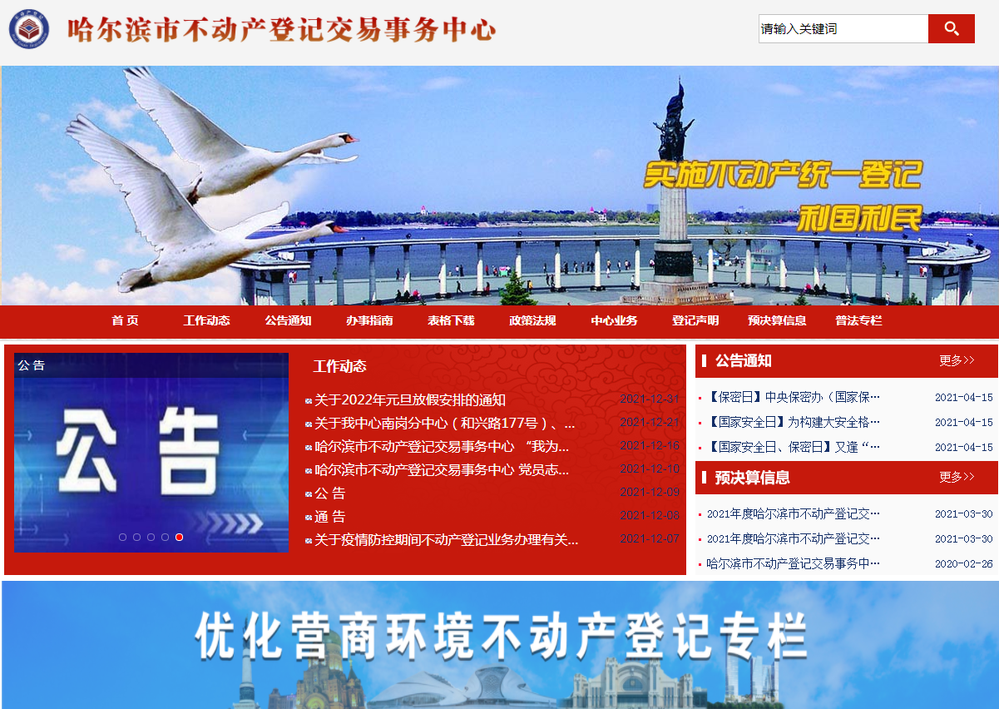 哈尔滨市不动产登记交易事务中心
请输入关键词
实施不动产统一登记
利国利民
首 页 工作动态 公告通知 办事指南 表格下载 政策法规 中心业务 登记声明 预决算信息 普法专栏
公 告
公 告
工作动态
关于2022年元旦放假安排的通知 2021-12-31
关于我中心南岗分中心（和兴路177号）、... 2021-12-21
哈尔滨市不动产登记交易事务中心 “我为... 2021-12-16
哈尔滨市不动产登记交易事务中心 党员志... 2021-12-10
公 告 2021-12-09
通 告 2021-12-08
关于疫情防控期间不动产登记业务办理有关... 2021-12-07
公告通知 更多>>
【保密日】中央保密办（国家保… 2021-04-15
【国家安全日】为构建大安全格… 2021-04-15
【国家安全日、保密日】又逢“… 2021-04-15
预决算信息 更多>>
2021年度哈尔滨市不动产登记交… 2021-03-30
2021年度哈尔滨市不动产登记交… 2021-03-30
哈尔滨市不动产登记交易事务中… 2020-02-26
优化营商环境不动产登记专栏